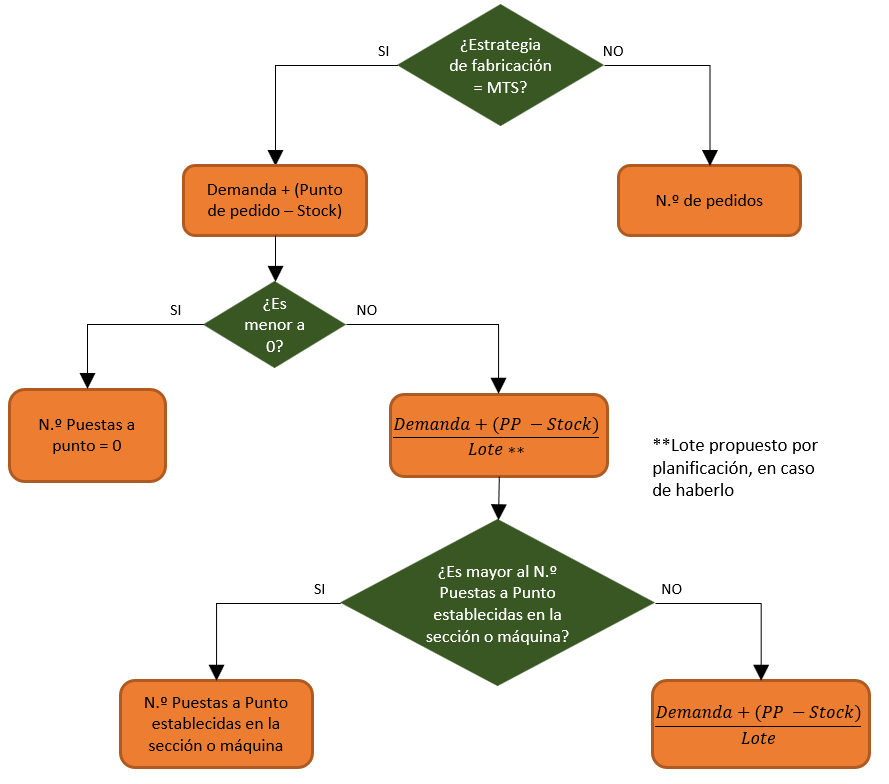 ¿Estrategia
de fabricación
= MTS?
SI
NO
Demanda + (Punto
de pedido – Stock)
N.º de pedidos
¿Es
menor a
0?
SI
NO
N.º Puestas a
punto = 0
Demanda + (PP − Stock)
Lote **
**Lote propuesto por
planificación, en caso
de haberlo
¿Es mayor al N.º
Puestas a Punto
establecidas en la
sección o máquina?
SI
NO
N.º Puestas a Punto
establecidas en la
sección o máquina
Demanda + (PP − Stock)
Lote